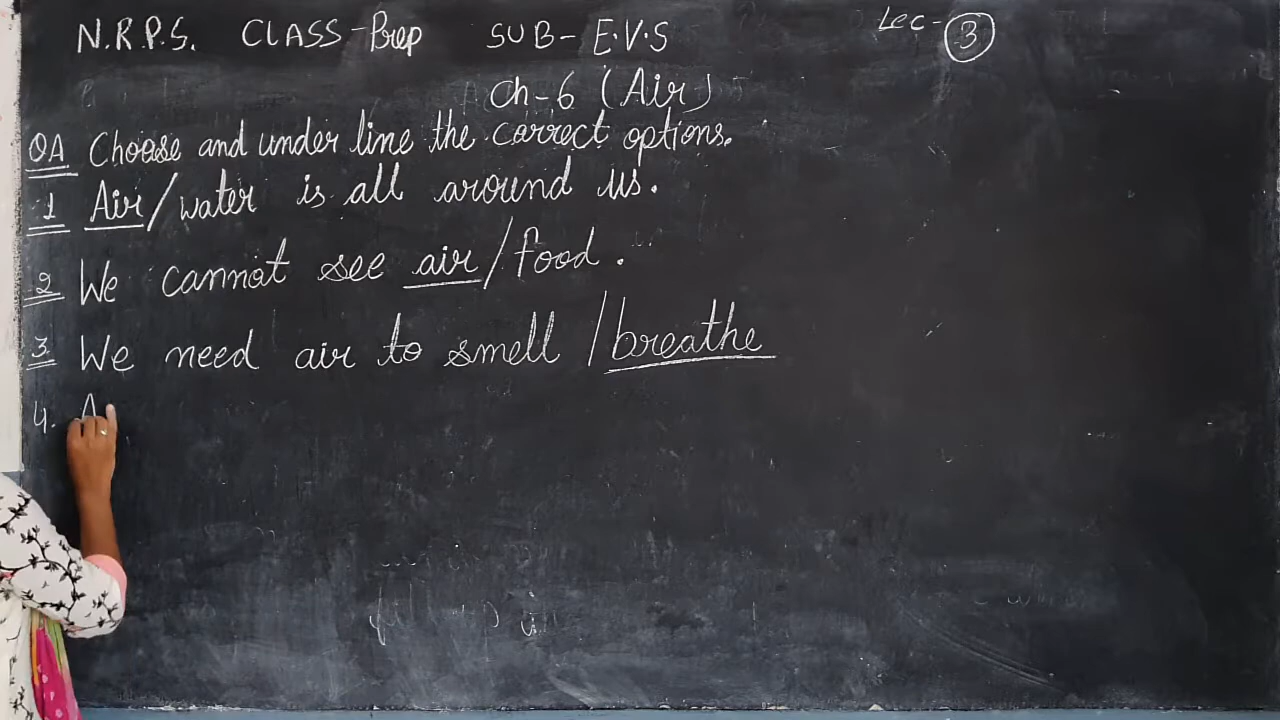 N.R.P.S. CLASS-Prep SUB-E.V.S Lec-3
Ch-6 (Air)
QA Choose and under line the correct options.
1 Air/water is all around us.
2 We cannot see air/food.
3 We need air to smell /breathe
4. A